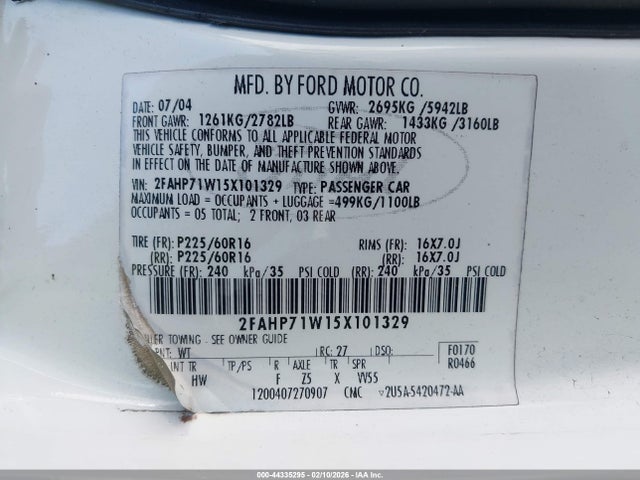 MFD. BY FORD MOTOR CO.
DATE: 07/04 GVWR: 2695KG /5942LB
FRONT GAWR: 1261KG/2782LB REAR GAWR: 1433KG /3160LB
THIS VEHICLE CONFORMS TO ALL APPLICABLE FEDERAL MOTOR
VEHICLE SAFETY, BUMPER, AND THEFT PREVENTION STANDARDS
IN EFFECT ON THE DATE OF MANUFACTURE SHOWN ABOVE.
VIN: 2FAHP71W15X101329 TYPE: PASSENGER CAR
MAXIMUM LOAD = OCCUPANTS + LUGGAGE =499KG/1100LB
OCCUPANTS = 05 TOTAL; 2 FRONT, 03 REAR
TIRE (FR): P225/60R16 RIMS (FR): 16X7.0J
(RR): P225/60R16 (RR): 16X7.0J
PRESSURE (FR): 240 kPa/35 PSI COLD (RR): 240 kPa/35 PSI COLD
2FAHP71W15X101329
TOWING - SEE OWNER GUIDE
WT RC: 27 DSO: F0170
INT TR TP/PS R AXLE TR SPR R0466
HW F Z5 X VV55
1200407270907 CMC 2U5A-5420472-AA
000-44335295 - 02/10/2026 - IAA Inc.